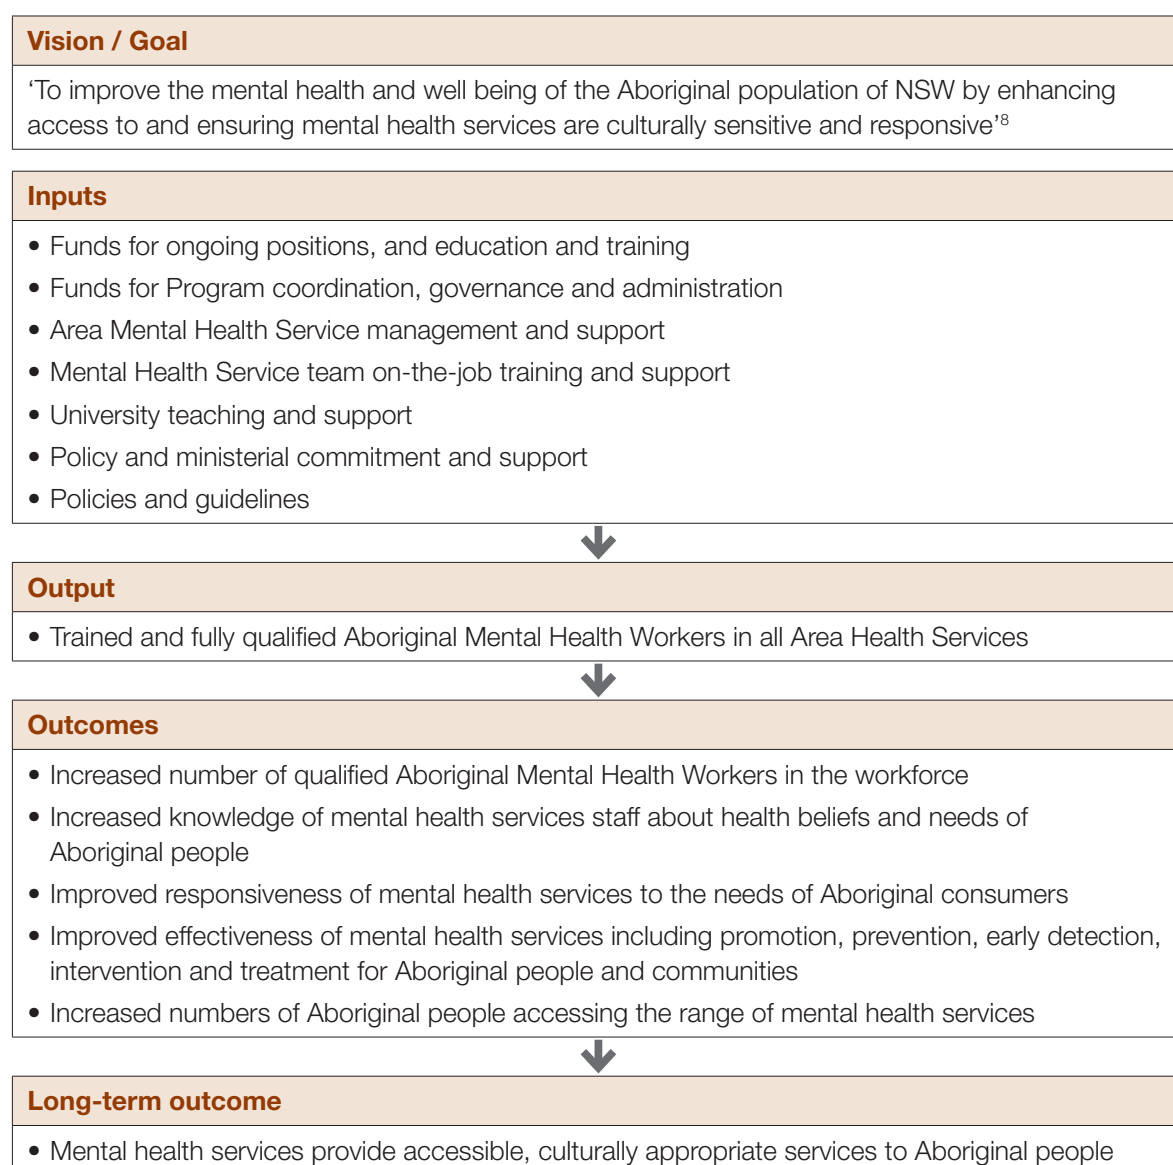 Vision / Goal
‘To improve the mental health and well being of the Aboriginal population of NSW by enhancing
access to and ensuring mental health services are culturally sensitive and responsive’⁸
Inputs
• Funds for ongoing positions, and education and training
• Funds for Program coordination, governance and administration
• Area Mental Health Service management and support
• Mental Health Service team on-the-job training and support
• University teaching and support
• Policy and ministerial commitment and support
• Policies and guidelines
Output
• Trained and fully qualified Aboriginal Mental Health Workers in all Area Health Services
Outcomes
• Increased number of qualified Aboriginal Mental Health Workers in the workforce
• Increased knowledge of mental health services staff about health beliefs and needs of
Aboriginal people
• Improved responsiveness of mental health services to the needs of Aboriginal consumers
• Improved effectiveness of mental health services including promotion, prevention, early detection,
intervention and treatment for Aboriginal people and communities
• Increased numbers of Aboriginal people accessing the range of mental health services
Long-term outcome
• Mental health services provide accessible, culturally appropriate services to Aboriginal people